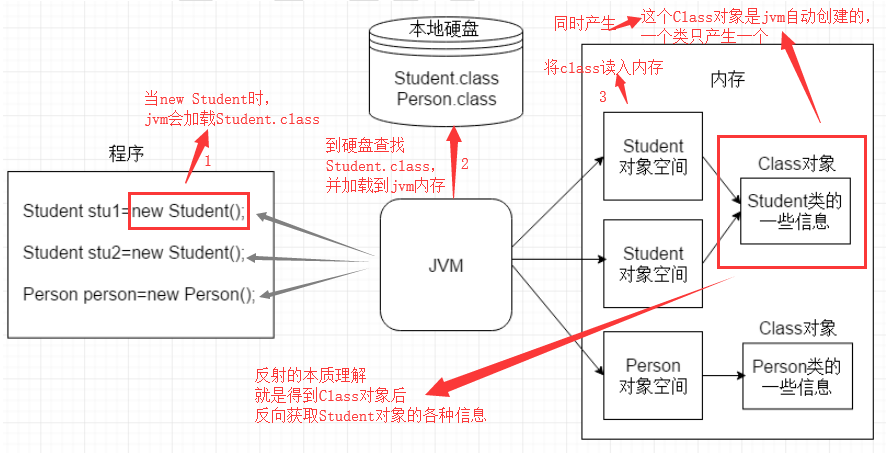 同时产生
这个Class对象是jvm自动创建的，
一个类只产生一个
本地硬盘
Student.class
Person.class
将class读入内存
3
内存
当new Student时，
jvm会加载Student.class
1
程序
Student stu1=new Student();
Student stu2=new Student();
Person person=new Person();
到硬盘查找
Student.class，
并加载到jvm内存
2
JVM
Student
对象空间
Student
对象空间
Person
对象空间
Class对象
Student类的
一些信息
Class对象
Person类的
一些信息
反射的本质理解
就是得到Class对象后
反向获取Student对象的各种信息